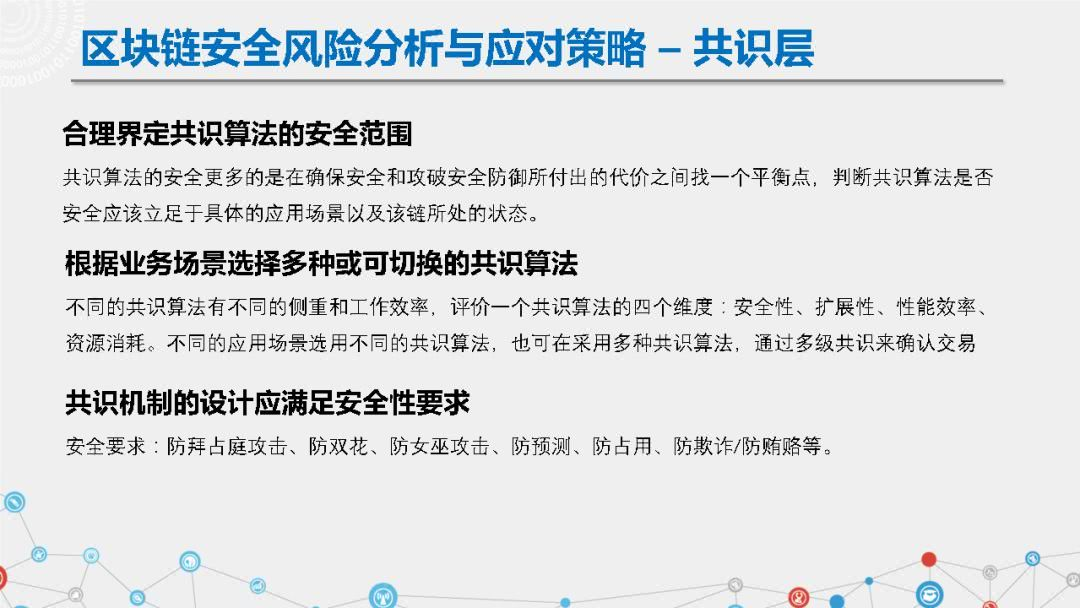 区块链安全风险分析与应对策略 – 共识层
合理界定共识算法的安全范围
共识算法的安全更多的是在确保安全和攻破安全防御所付出的代价之间找一个平衡点，判断共识算法是否
安全应该立足于具体的应用场景以及该链所处的状态。
根据业务场景选择多种或可切换的共识算法
不同的共识算法有不同的侧重和工作效率，评价一个共识算法的四个维度：安全性、扩展性、性能效率、
资源消耗。不同的应用场景选用不同的共识算法，也可在采用多种共识算法，通过多级共识来确认交易
共识机制的设计应满足安全性要求
安全要求：防拜占庭攻击、防双花、防女巫攻击、防预测、防占用、防欺诈/防贿赂等。